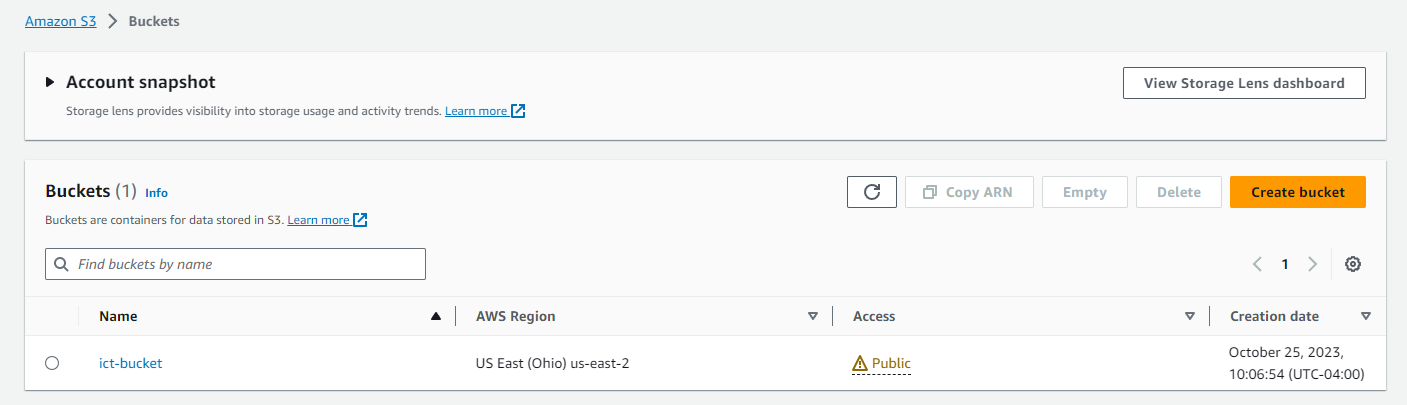 Amazon S3 > Buckets
Account snapshot
View Storage Lens dashboard
Storage lens provides visibility into storage usage and activity trends. Learn more
Buckets (1) Info
Copy ARN Empty Delete Create bucket
Buckets are containers for data stored in S3. Learn more
Find buckets by name
1
Name AWS Region Access Creation date
ict-bucket US East (Ohio) us-east-2 Public October 25, 2023,
10:06:54 (UTC-04:00)